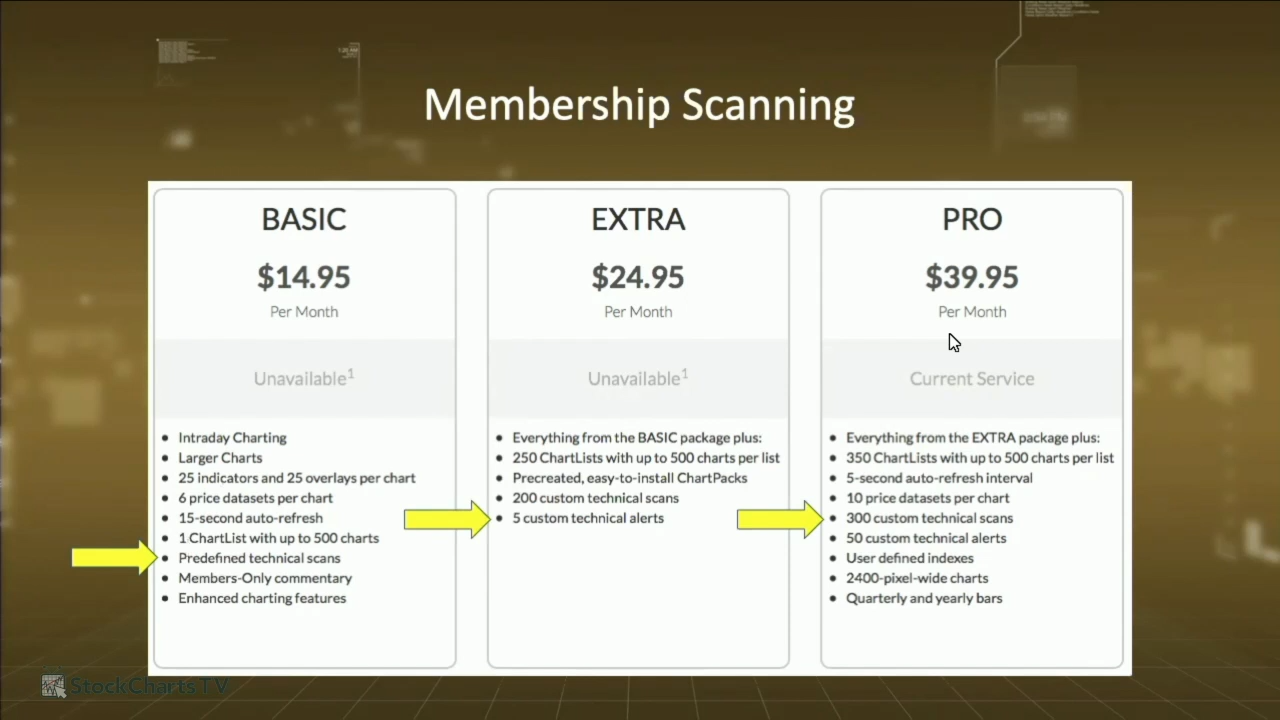 Membership Scanning
BASIC
$14.95
Per Month
Unavailable1
• Intraday Charting
• Larger Charts
• 25 indicators and 25 overlays per chart
• 6 price datasets per chart
• 15-second auto-refresh
• 1 ChartList with up to 500 charts
• Predefined technical scans
• Members-Only commentary
• Enhanced charting features
EXTRA
$24.95
Per Month
Unavailable1
• Everything from the BASIC package plus:
• 250 ChartLists with up to 500 charts per list
• Precreated, easy-to-install ChartPacks
• 200 custom technical scans
• 5 custom technical alerts
PRO
$39.95
Per Month
Current Service
• Everything from the EXTRA package plus:
• 350 ChartLists with up to 500 charts per list
• 5-second auto-refresh interval
• 10 price datasets per chart
• 300 custom technical scans
• 50 custom technical alerts
• User defined indexes
• 2400-pixel-wide charts
• Quarterly and yearly bars
StockChartsTV